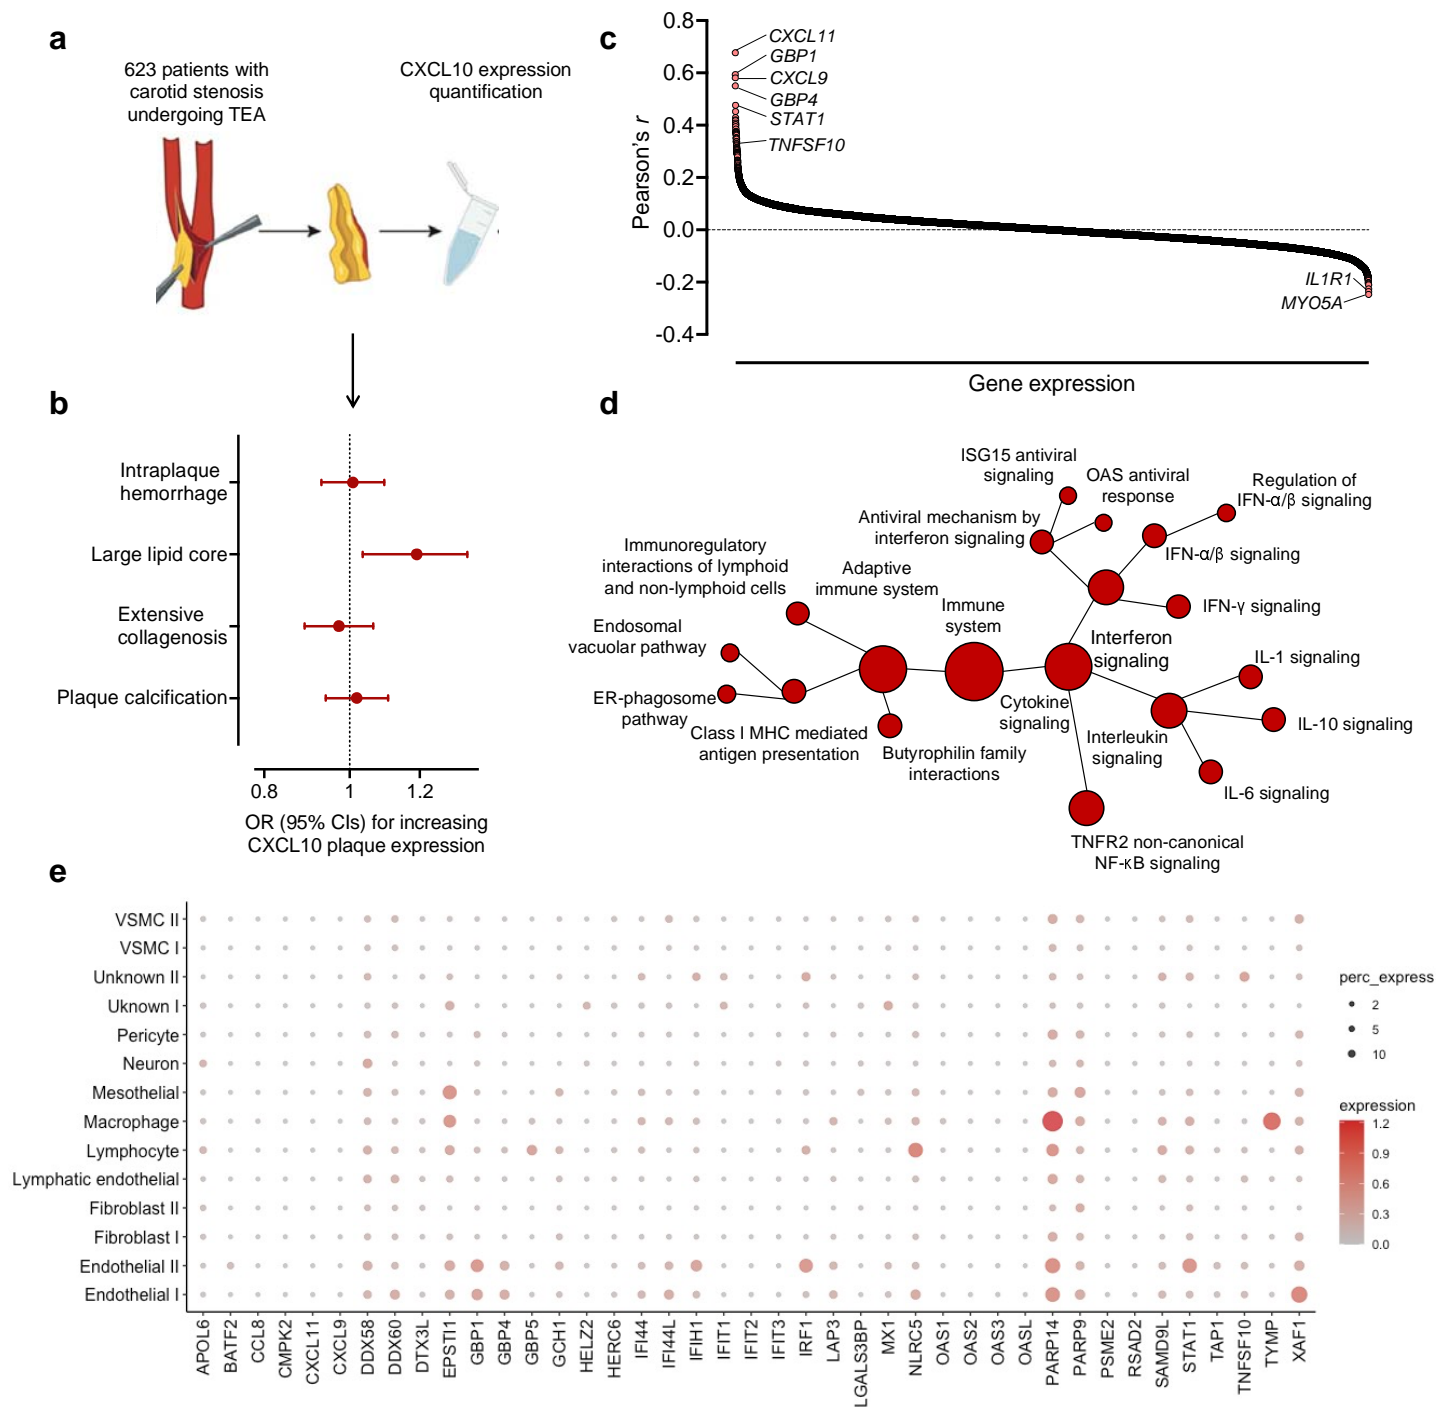 a
623 patients with
carotid stenosis
undergoing TEA
CXCL10 expression
quantification
b
Intraplaque
hemorrhage
Large lipid core
Extensive
collagenosis
Plaque calcification
0.8
1
1.2
OR (95% CIs) for increasing
CXCL10 plaque expression
c
Pearson's r
0.8
0.6
0.4
0.2
0.0
-0.2
-0.4
CXCL11
GBP1
CXCL9
GBP4
STAT1
TNFSF10
IL1R1
MYO5A
Gene expression
d
ISG15 antiviral
signaling
OAS antiviral
response
Regulation of
IFN-α/β signaling
Antiviral mechanism by
interferon signaling
IFN-α/β signaling
Immunoregulatory
interactions of lymphoid
and non-lymphoid cells
Adaptive
immune system
Immune
system
IFN-γ signaling
Endosomal
vacuolar pathway
Interferon
signaling
IL-1 signaling
ER-phagosome
pathway
Cytokine
signaling
IL-10 signaling
Class I MHC mediated
antigen presentation
Butyrophilin family
interactions
Interleukin
signaling
IL-6 signaling
TNFR2 non-canonical
NF-κB signaling
e
VSMC II
VSMC I
Unknown II
Uknown I
Pericyte
Neuron
Mesothelial
Macrophage
Lymphocyte
Lymphatic endothelial
Fibroblast II
Fibroblast I
Endothelial II
Endothelial I
APOL6
BATF2
CCL8
CMPK2
CXCL11
CXCL9
DDX58
DDX60
DTX3L
EPSTI1
GBP1
GBP4
GBP5
GCH1
HELZ2
HERC6
IFI44
IFI44L
IFIH1
IFIT1
IFIT2
IFIT3
IRF1
LAP3
LGALS3BP
MX1
NLRC5
OAS1
OAS2
OAS3
OASL
PARP14
PARP9
PSME2
RSAD2
SAMD9L
STAT1
TAP1
TNFSF10
TYMP
XAF1
perc_express
2
5
10
expression
1.2
0.9
0.6
0.3
0.0